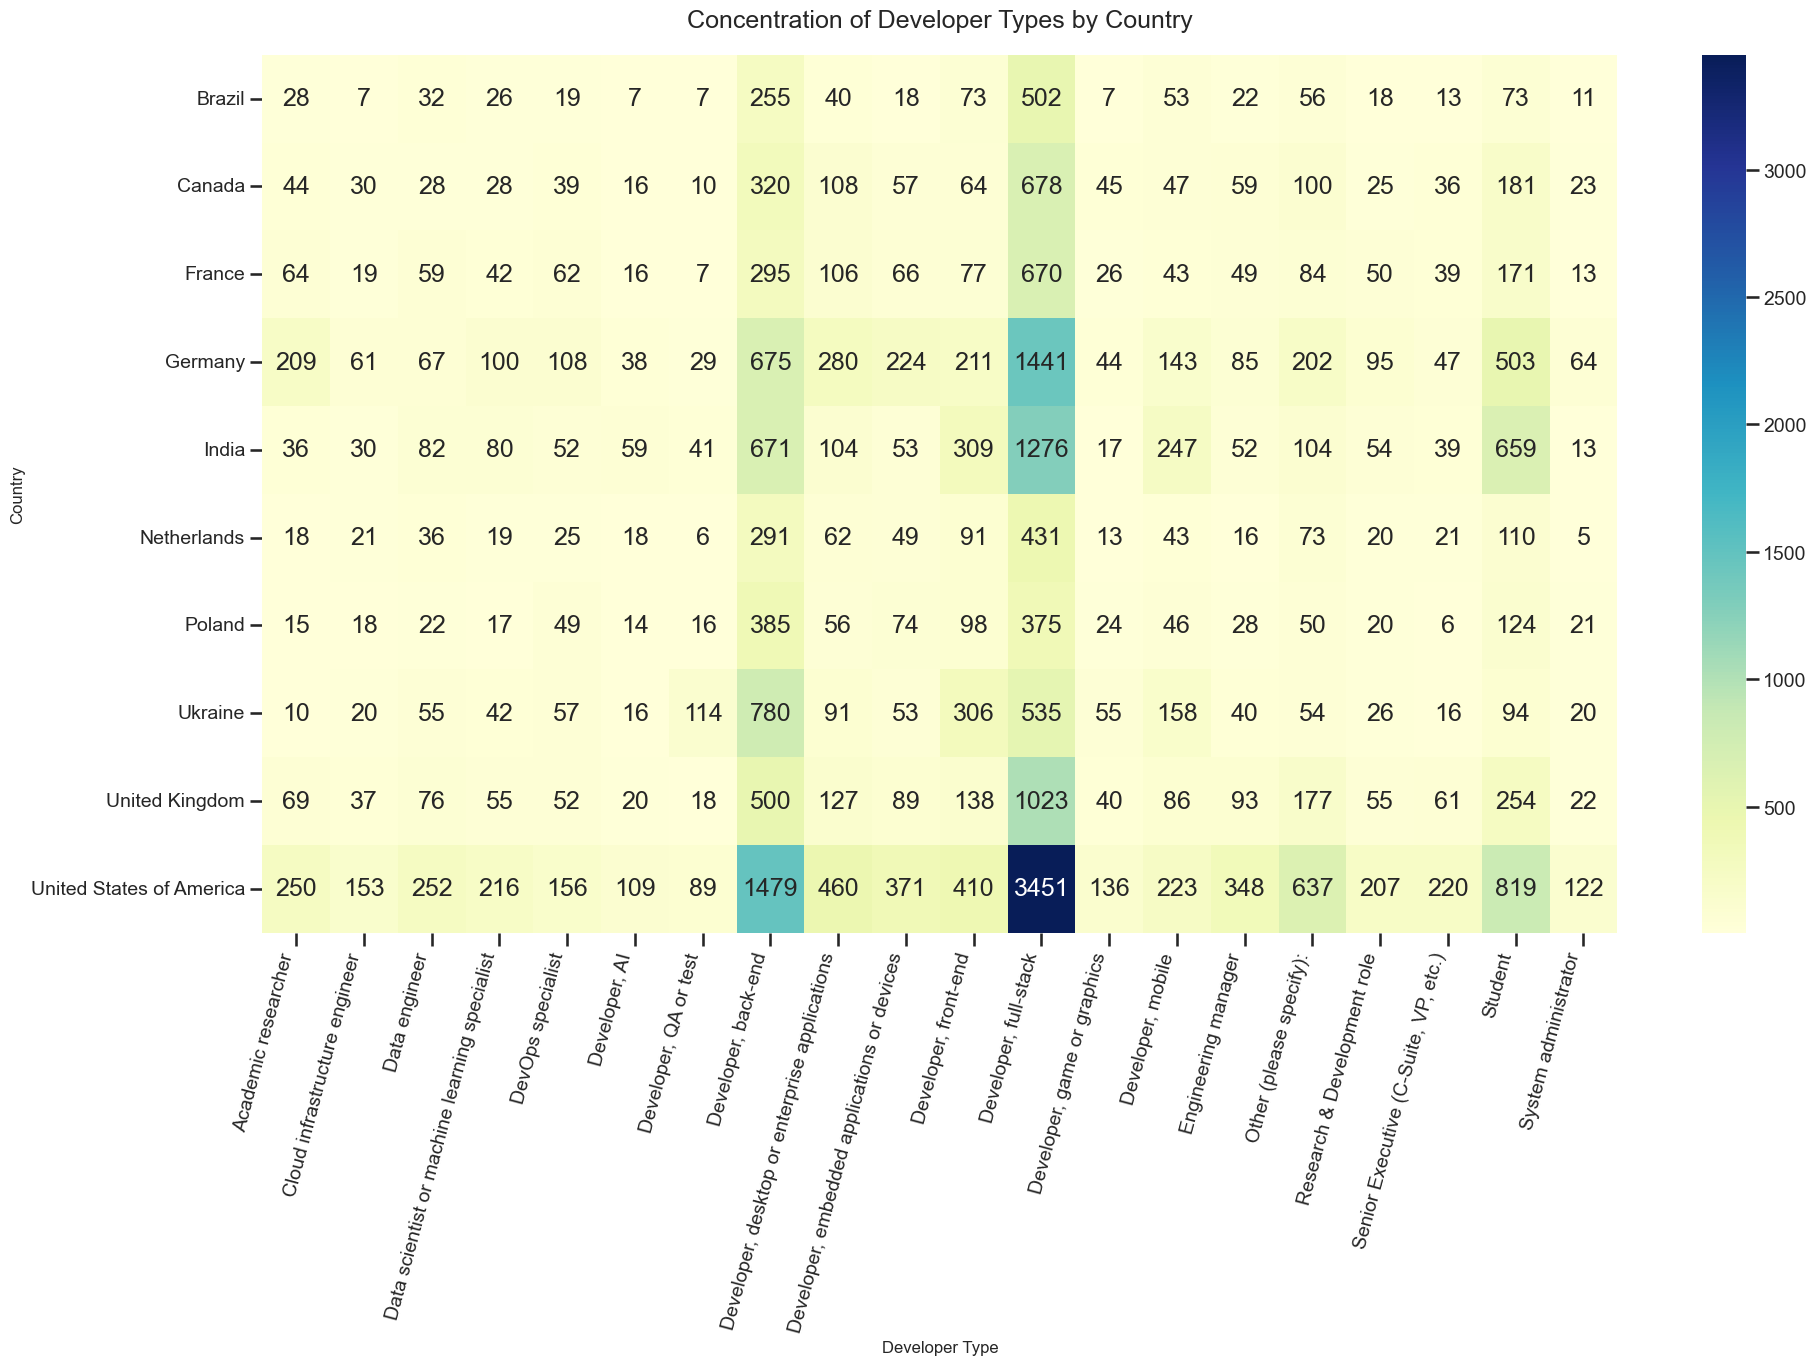 Concentration of Developer Types by Country
Country
Brazil 28 7 32 26 19 7 7 255 40 18 73 502 7 53 22 56 18 13 73 11
Canada 44 30 28 28 39 16 10 320 108 57 64 678 45 47 59 100 25 36 181 23
France 64 19 59 42 62 16 7 295 106 66 77 670 26 43 49 84 50 39 171 13
Germany 209 61 67 100 108 38 29 675 280 224 211 1441 44 143 85 202 95 47 503 64
India 36 30 82 80 52 59 41 671 104 53 309 1276 17 247 52 104 54 39 659 13
Netherlands 18 21 36 19 25 18 6 291 62 49 91 431 13 43 16 73 20 21 110 5
Poland 15 18 22 17 49 14 16 385 56 74 98 375 24 46 28 50 20 6 124 21
Ukraine 10 20 55 42 57 16 114 780 91 53 306 535 55 158 40 54 26 16 94 20
United Kingdom 69 37 76 55 52 20 18 500 127 89 138 1023 40 86 93 177 55 61 254 22
United States of America 250 153 252 216 156 109 89 1479 460 371 410 3451 136 223 348 637 207 220 819 122
Academic researcher
Cloud infrastructure engineer
Data engineer
Data scientist or machine learning specialist
DevOps specialist
Developer, AI
Developer, QA or test
Developer, back-end
Developer, desktop or enterprise applications
Developer, embedded applications or devices
Developer, front-end
Developer, full-stack
Developer, game or graphics
Developer, mobile
Engineering manager
Other (please specify):
Research & Development role
Senior Executive (C-Suite, VP, etc.)
Student
System administrator
Developer Type
3000
2500
2000
1500
1000
500